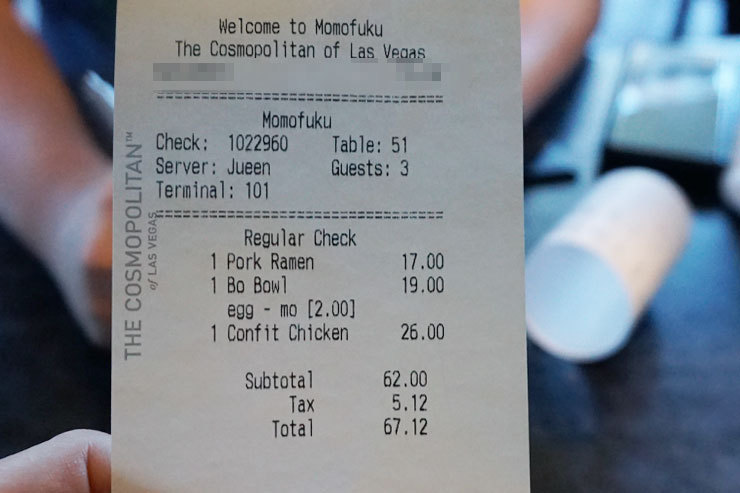 Welcome to Momofuku
The Cosmopolitan of Las Vegas
Momofuku
Check: 1022960 Table: 51
Server: Jueen Guests: 3
Terminal: 101
Regular Check
1 Pork Ramen 17.00
1 Bo Bowl 19.00
egg - mo [2.00]
1 Confit Chicken 26.00
Subtotal 62.00
Tax 5.12
Total 67.12
THE COSMOPOLITAN™
of LAS VEGAS